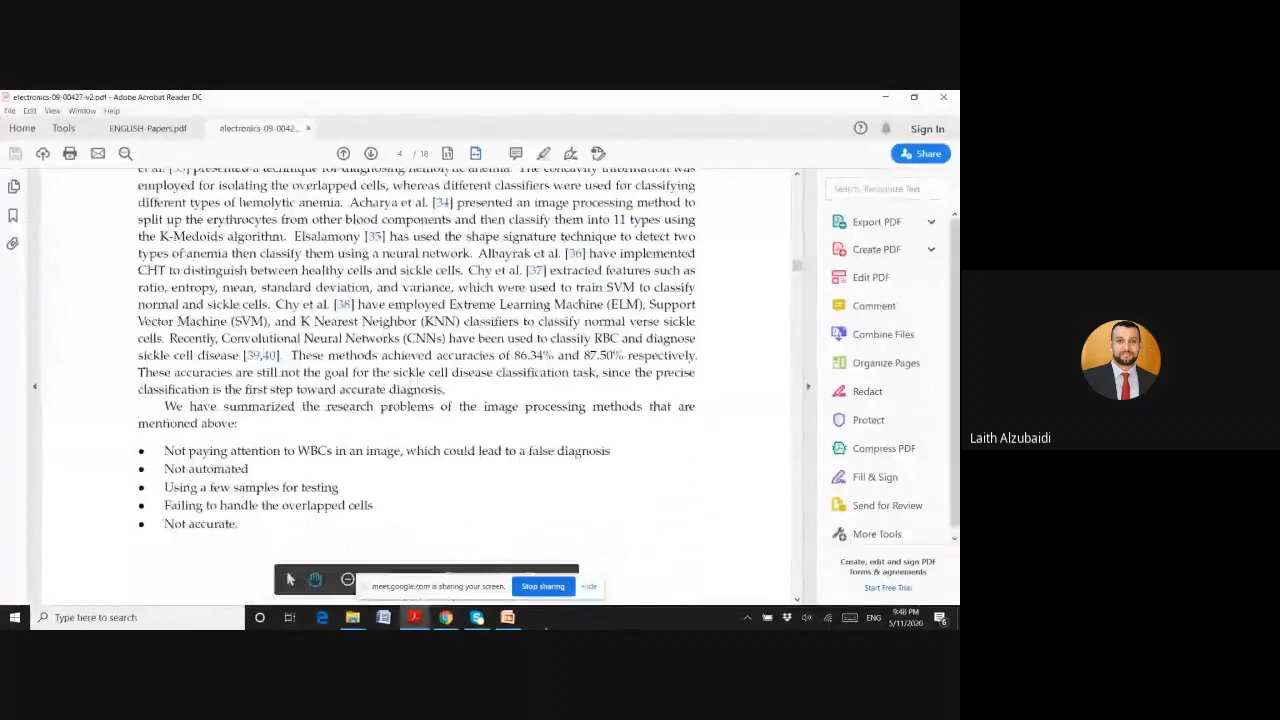 electronics-09-00427-v2.pdf - Adobe Acrobat Reader DC
File Edit View Window Help
Home Tools ENGLISH-Papers.pdf electronics-09-0042... × Sign In
4 / 18 Share
et al. [33] presented a technique for diagnosing hemolytic anemia. The concavity information was
employed for isolating the overlapped cells, whereas different classifiers were used for classifying
different types of hemolytic anemia. Acharya et al. [34] presented an image processing method to
split up the erythrocytes from other blood components and then classify them into 11 types using
the K-Medoids algorithm. Elsalamony [35] has used the shape signature technique to detect two
types of anemia then classify them using a neural network. Albayrak et al. [36] have implemented
CHT to distinguish between healthy cells and sickle cells. Chy et al. [37] extracted features such as
ratio, entropy, mean, standard deviation, and variance, which were used to train SVM to classify
normal and sickle cells. Chy et al. [38] have employed Extreme Learning Machine (ELM), Support
Vector Machine (SVM), and K Nearest Neighbor (KNN) classifiers to classify normal verse sickle
cells. Recently, Convolutional Neural Networks (CNNs) have been used to classify RBC and diagnose
sickle cell disease [39,40]. These methods achieved accuracies of 86.34% and 87.50% respectively.
These accuracies are still not the goal for the sickle cell disease classification task, since the precise
classification is the first step toward accurate diagnosis.
We have summarized the research problems of the image processing methods that are
mentioned above:
• Not paying attention to WBCs in an image, which could lead to a false diagnosis
• Not automated
• Using a few samples for testing
• Failing to handle the overlapped cells
• Not accurate.
Search: Recognize Text
Export PDF
Create PDF
Edit PDF
Comment
Combine Files
Organize Pages
Redact
Protect
Compress PDF
Fill & Sign
Send for Review
More Tools
Create, edit and sign PDF
forms & agreements
Start Free Trial
meet.google.com is sharing your screen. Stop sharing Hide
Type here to search
ENG
9:48 PM
5/11/2020
Laith Alzubaidi